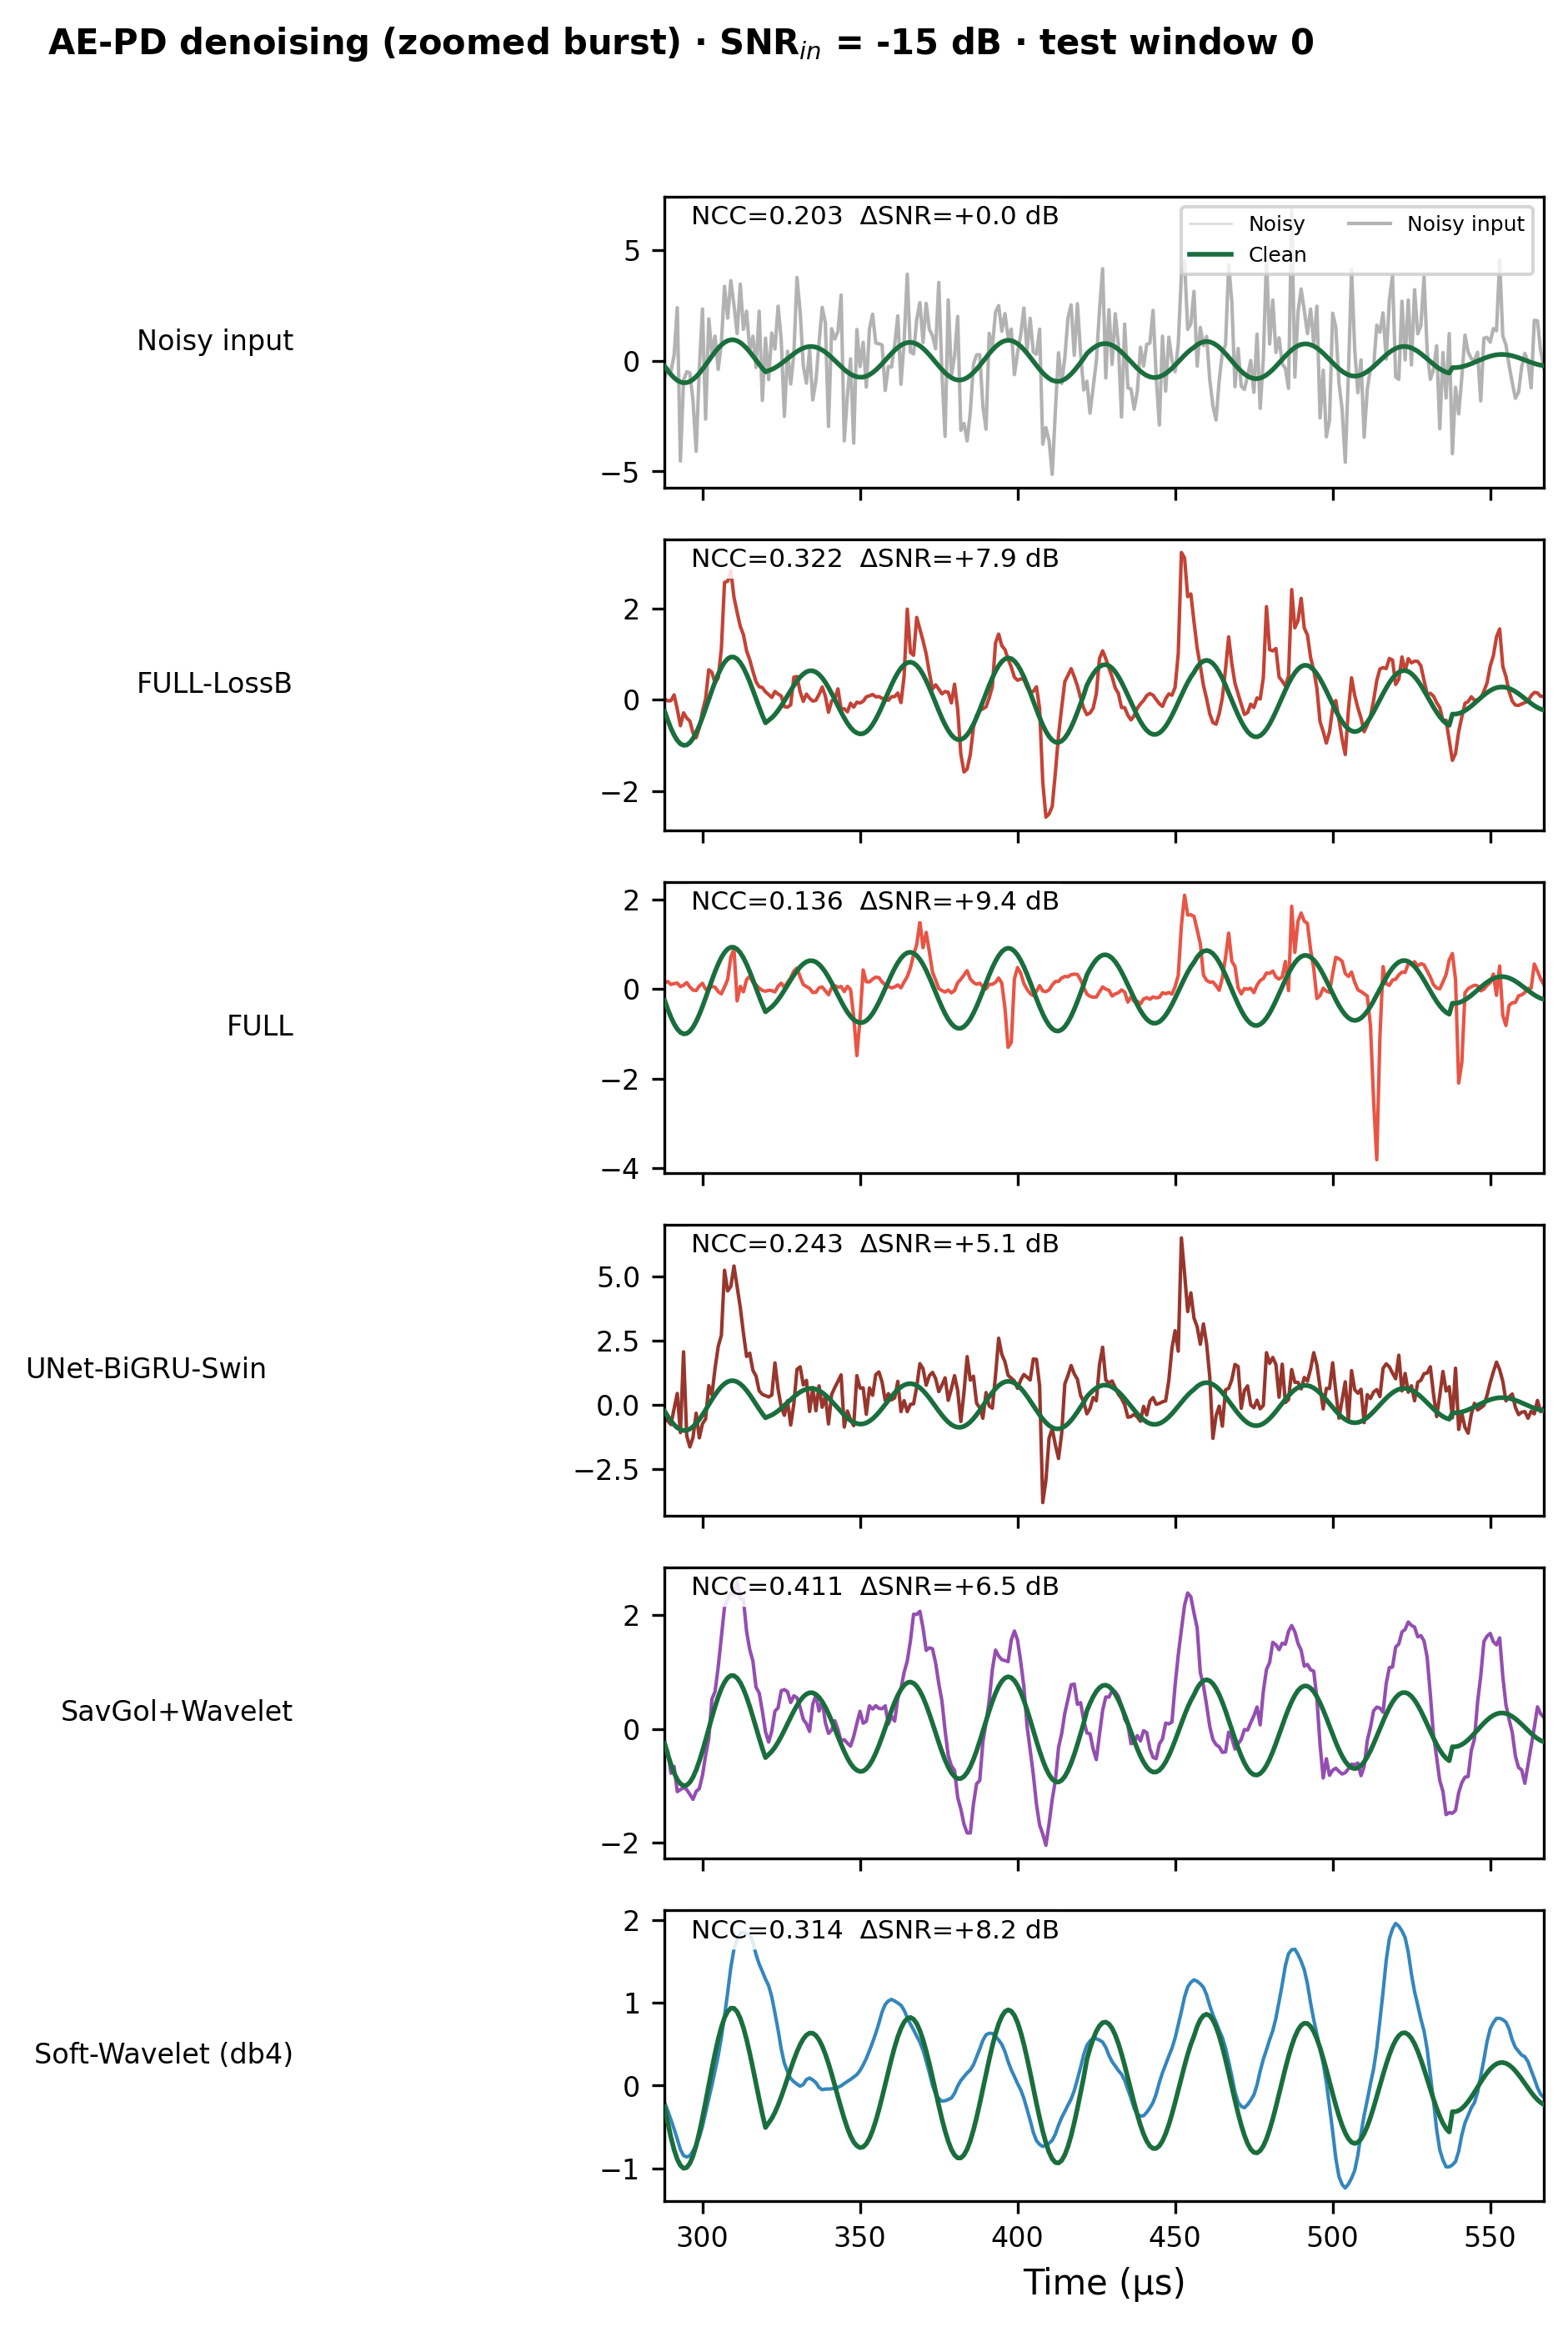 AE-PD denoising (zoomed burst) · SNR_in = -15 dB · test window 0
NCC=0.203 ΔSNR=+0.0 dB
Noisy
Noisy input
Clean
5
0
−5
Noisy input
NCC=0.322 ΔSNR=+7.9 dB
2
0
−2
FULL-LossB
NCC=0.136 ΔSNR=+9.4 dB
2
0
−2
−4
FULL
NCC=0.243 ΔSNR=+5.1 dB
5.0
2.5
0.0
−2.5
UNet-BiGRU-Swin
NCC=0.411 ΔSNR=+6.5 dB
2
0
−2
SavGol+Wavelet
NCC=0.314 ΔSNR=+8.2 dB
2
1
0
−1
Soft-Wavelet (db4)
300 350 400 450 500 550
Time (µs)